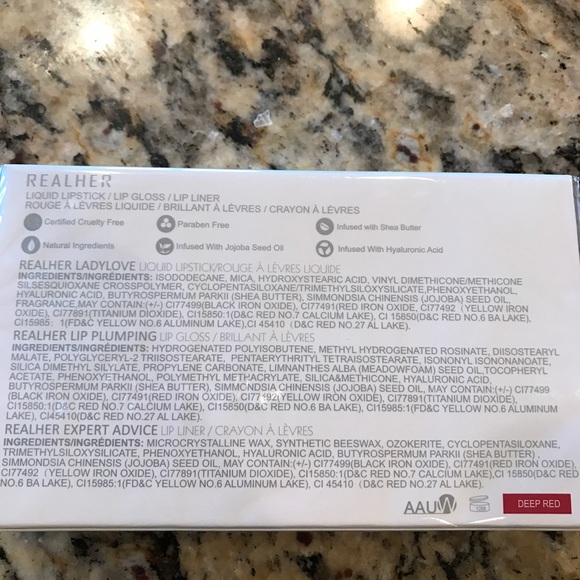 REALHER
LIQUID LIPSTICK / LIP GLOSS / LIP LINER
ROUGE À LÈVRES LIQUIDE / BRILLANT À LÈVRES / CRAYON À LÈVRES
Certified Cruelty Free
Paraben Free
Infused with Shea Butter
Natural Ingredients
Infused With Jojoba Seed Oil
Infused With Hyaluronic Acid
REALHER LADYLOVE LIQUID LIPSTICK/ROUGE À LÈVRES LIQUIDE
INGREDIENTS/INGRÉDIENTS: ISODODECANE, MICA, HYDROXYSTEARIC ACID, VINYL DIMETHICONE/METHICONE
SILSESQUIOXANE CROSSPOLYMER, CYCLOPENTASILOXANE/TRIMETHYLSILOXYSILICATE,PHENOXYETHANOL,
HYALURONIC ACID, BUTYROSPERMUM PARKII (SHEA BUTTER), SIMMONDSIA CHINENSIS (JOJOBA) SEED OIL,
FRAGRANCE,MAY CONTAIN:(+/-) CI77499(BLACK IRON OXIDE), CI77491(RED IRON OXIDE), CI77492 (YELLOW IRON
OXIDE), CI77891(TITANIUM DIOXIDE), CI15850:1(D&C RED NO.7 CALCIUM LAKE), CI 15850(D&C RED NO.6 BA LAKE),
CI15985: 1(FD&C YELLOW NO.6 ALUMINUM LAKE),CI 45410 (D&C RED NO.27 AL LAKE).
REALHER LIP PLUMPING LIP GLOSS / BRILLANT À LÈVRES
INGREDIENTS/INGRÉDIENTS: HYDROGENATED POLYISOBUTENE, METHYL HYDROGENATED ROSINATE, DIISOSTEARYL
MALATE, POLYGLYCERYL-2 TRIISOSTEARATE, PENTAERYTHRITYL TETRAISOSTEARATE, ISONONYL ISONONANOATE,
SILICA DIMETHYL SILYLATE, PROPYLENE CARBONATE, LIMNANTHES ALBA (MEADOWFOAM) SEED OIL,TOCOPHERYL
ACETATE, PHENOXYETHANOL, POLYMETHYL METHACRYLATE, SILICA&METHICONE, HYALURONIC ACID,
BUTYROSPERMUM PARKII (SHEA BUTTER), SIMMONDSIA CHINENSIS (JOJOBA) SEED OIL, MAY CONTAIN:(+/-) CI77499
(BLACK IRON OXIDE), CI77491(RED IRON OXIDE), CI77492(YELLOW IRON OXIDE), CI77891(TITANIUM DIOXIDE),
CI15850:1(D&C RED NO.7 CALCIUM LAKE), CI15850(D&C RED NO.6 BA LAKE), CI15985:1(FD&C YELLOW NO.6 ALUMINUM
LAKE), CI45410(D&C RED NO.27 AL LAKE).
REALHER EXPERT ADVICE LIP LINER / CRAYON À LÈVRES
INGREDIENTS/INGRÉDIENTS: MICROCRYSTALLINE WAX, SYNTHETIC BEESWAX, OZOKERITE, CYCLOPENTASILOXANE,
TRIMETHYLSILOXYSILICATE, PHENOXYETHANOL, HYALURONIC ACID, BUTYROSPERMUM PARKII (SHEA BUTTER) ,
SIMMONDSIA CHINENSIS (JOJOBA) SEED OIL, MAY CONTAIN:(+/-) CI77499(BLACK IRON OXIDE), CI77491(RED IRON OXIDE),
CI77492 (YELLOW IRON OXIDE), CI77891(TITANIUM DIOXIDE), CI15850:1(D&C RED NO.7 CALCIUM LAKE),CI 15850(D&C RED
NO.6 BA LAKE), CI15985:1(FD&C YELLOW NO.6 ALUMINUM LAKE), CI 45410 (D&C RED NO.27 AL LAKE).
AAUW
DEEP RED